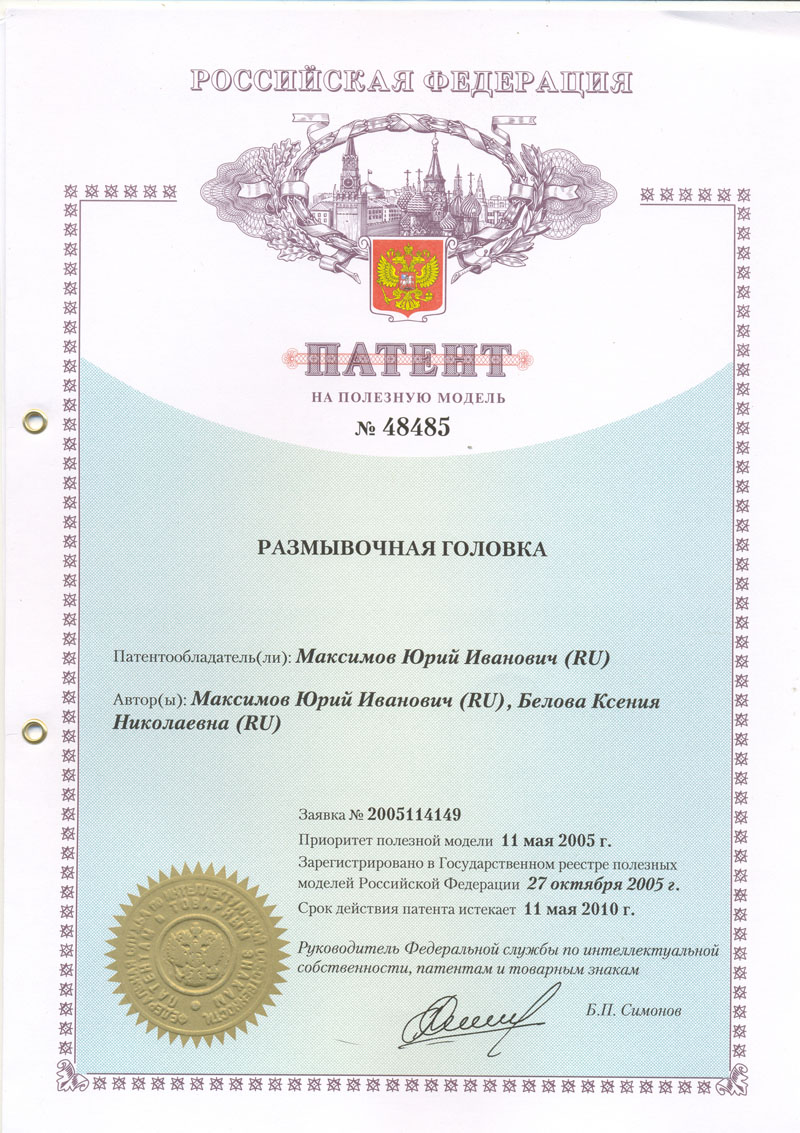 РОССИЙСКАЯ ФЕДЕРАЦИЯ
ПАТЕНТ
НА ПОЛЕЗНУЮ МОДЕЛЬ
№ 48485
РАЗМЫВОЧНАЯ ГОЛОВКА
Патентообладатель(ли): Максимов Юрий Иванович (RU)
Автор(ы): Максимов Юрий Иванович (RU), Белова Ксения
Николаевна (RU)
Заявка № 2005114149
Приоритет полезной модели 11 мая 2005 г.
Зарегистрировано в Государственном реестре полезных
моделей Российской Федерации 27 октября 2005 г.
Срок действия патента истекает 11 мая 2010 г.
Руководитель Федеральной службы по интеллектуальной
собственности, патентам и товарным знакам
Б.П. Симонов